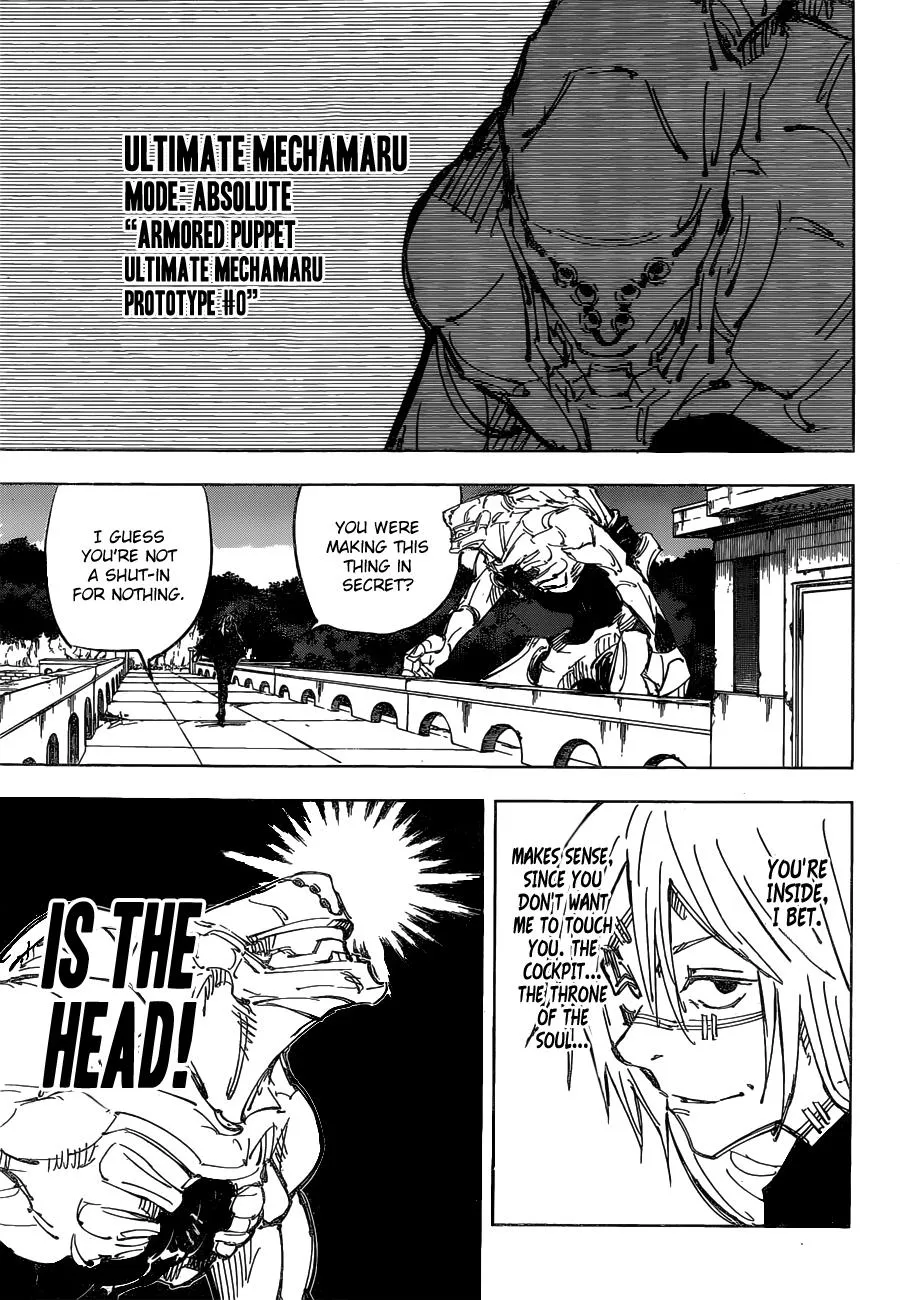 ULTIMATE MECHAMARU
MODE: ABSOLUTE
“ARMORED PUPPET
ULTIMATE MECHAMARU
PROTOTYPE #0”
YOU WERE
MAKING THIS
THING IN
SECRET?
I GUESS
YOU'RE NOT
A SHUT-IN
FOR NOTHING.
YOU'RE
INSIDE,
I BET.
MAKES SENSE,
SINCE YOU
DON'T WANT
ME TO TOUCH
YOU. THE
COCKPIT...
THE THRONE
OF THE
SOUL...
IS THE
HEAD!